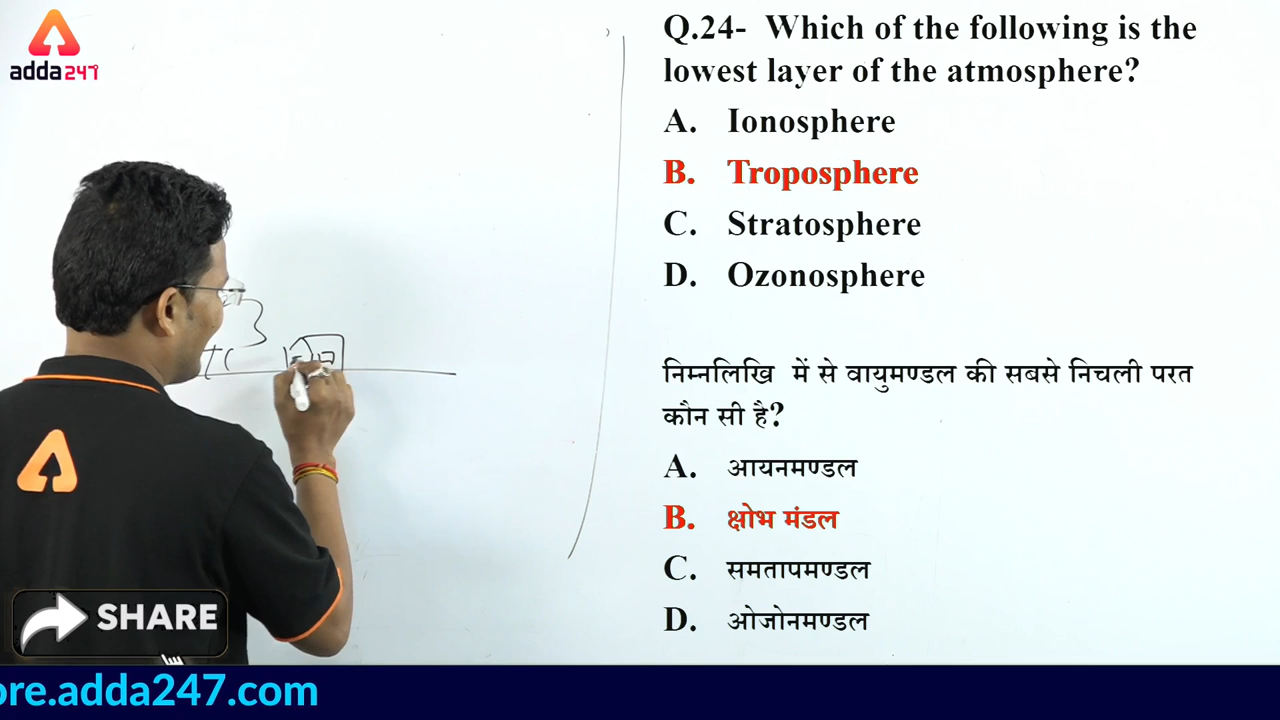 adda247
Q.24- Which of the following is the
lowest layer of the atmosphere?
A. Ionosphere
B. Troposphere
C. Stratosphere
D. Ozonosphere
निम्नलिखि में से वायुमण्डल की सबसे निचली परत
कौन सी है?
A. आयनमण्डल
B. क्षोभ मंडल
C. समतापमण्डल
D. ओजोनमण्डल
SHARE
ore.adda247.com